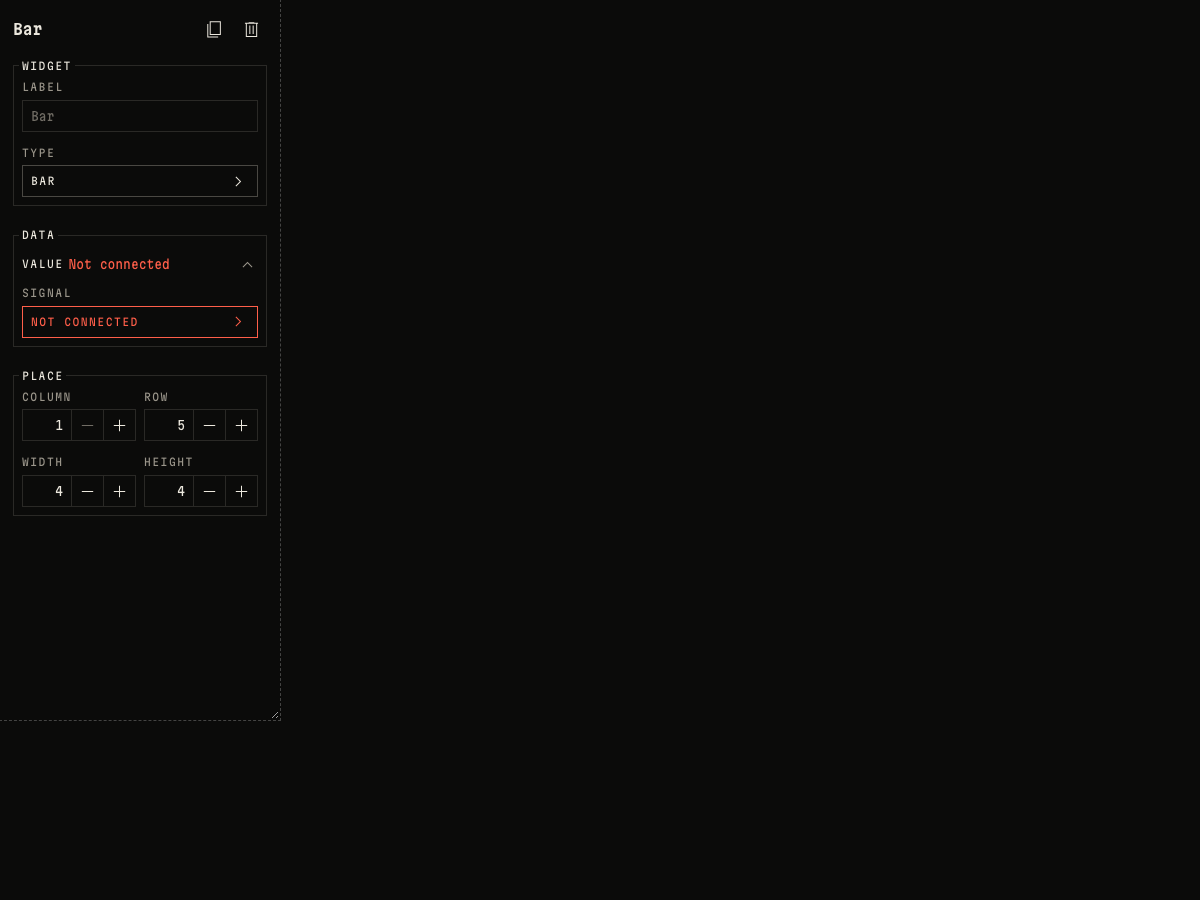 Bar
WIDGET
LABEL
Bar
TYPE
BAR
DATA
VALUE Not connected
SIGNAL
NOT CONNECTED
PLACE
COLUMN ROW
1 5
WIDTH HEIGHT
4 4